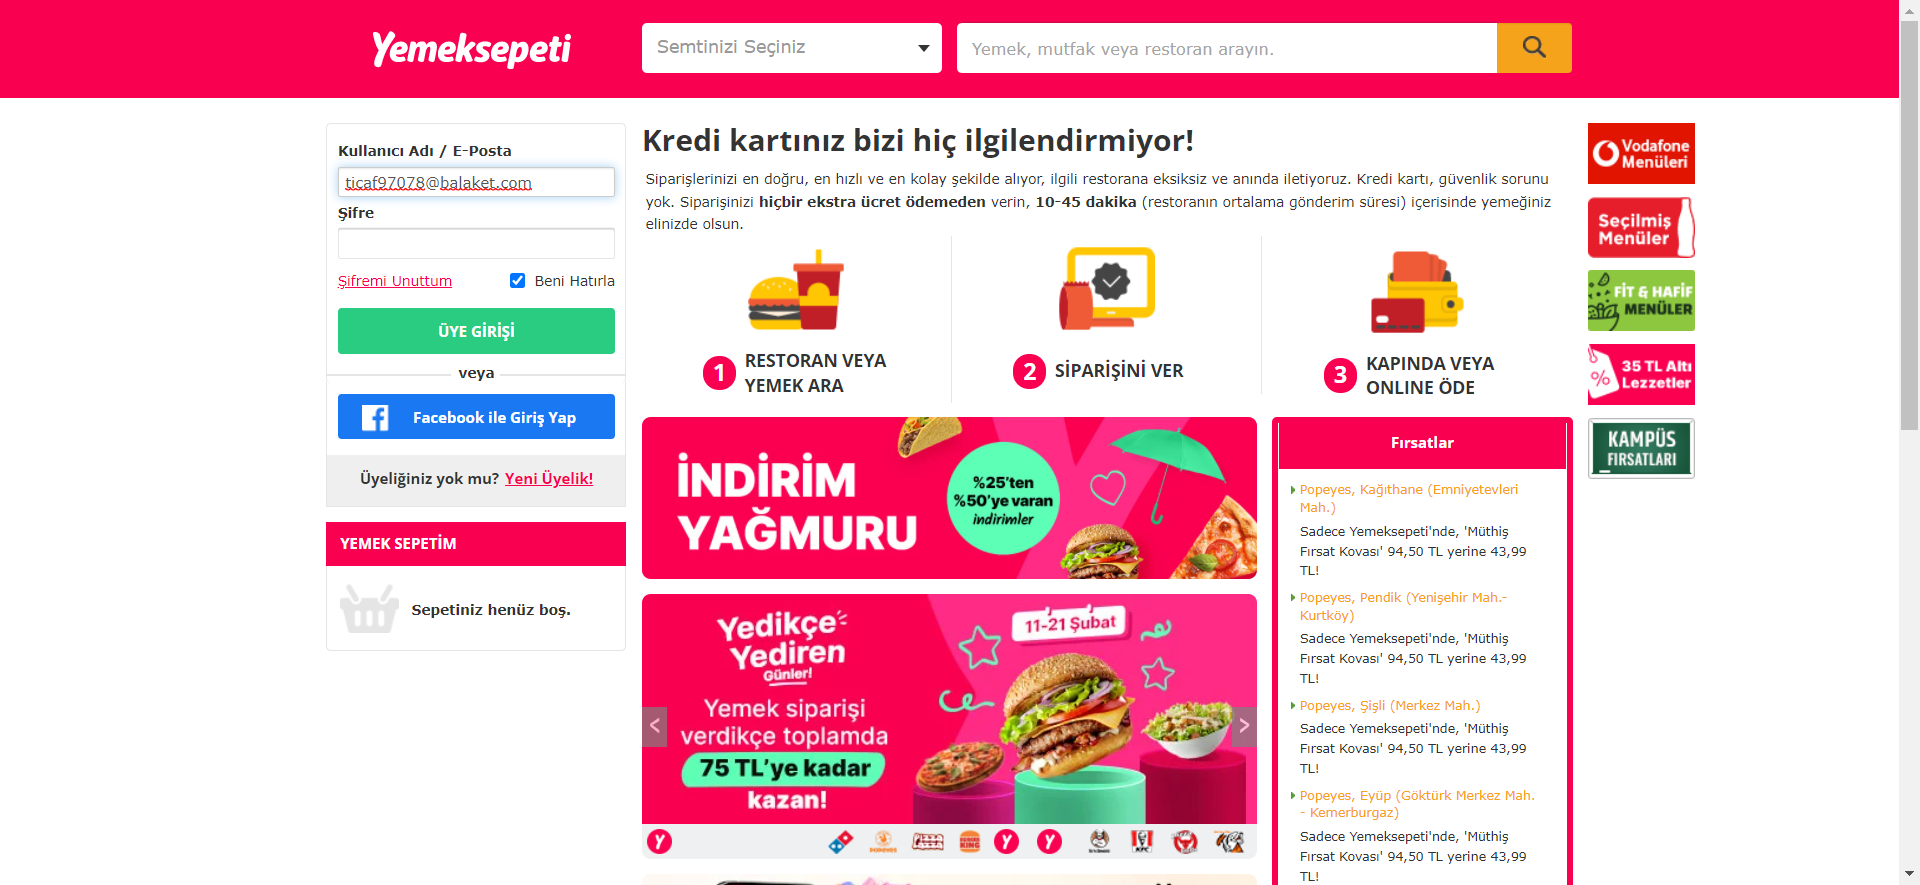 Yemeksepeti
Semtinizi Seçiniz
Yemek, mutfak veya restoran arayın.
Kullanıcı Adı / E-Posta
ticaf97078@balaket.com
Şifre
Şifremi Unuttum
Beni Hatırla
ÜYE GİRİŞİ
veya
Facebook ile Giriş Yap
Üyeliğiniz yok mu? Yeni Üyelik!
YEMEK SEPETİM
Sepetiniz henüz boş.
Kredi kartınız bizi hiç ilgilendirmiyor!
Siparişlerinizi en doğru, en hızlı ve en kolay şekilde alıyor, ilgili restorana eksiksiz ve anında iletiyoruz. Kredi kartı, güvenlik sorunu
yok. Siparişinizi hiçbir ekstra ücret ödemeden verin, 10-45 dakika (restoranın ortalama gönderim süresi) içerisinde yemeğiniz
elinizde olsun.
1 RESTORAN VEYA
YEMEK ARA
2 SİPARİŞİNİ VER
3 KAPINDA VEYA
ONLINE ÖDE
İNDİRİM
YAĞMURU
%25'ten
%50'ye varan
indirimler
Yedikçe
Yediren
Günler!
11-21 Şubat
Yemek siparişi
verdikçe toplamda
75 TL'ye kadar
kazan!
<
>
Y
BURGER
KING
Y
Y
KFC
Fırsatlar
Popeyes, Kağıthane (Emniyetevleri
Mah.)
Sadece Yemeksepeti'nde, 'Müthiş
Fırsat Kovası' 94,50 TL yerine 43,99
TL!
Popeyes, Pendik (Yenişehir Mah.-
Kurtköy)
Sadece Yemeksepeti'nde, 'Müthiş
Fırsat Kovası' 94,50 TL yerine 43,99
TL!
Popeyes, Şişli (Merkez Mah.)
Sadece Yemeksepeti'nde, 'Müthiş
Fırsat Kovası' 94,50 TL yerine 43,99
TL!
Popeyes, Eyüp (Göktürk Merkez Mah.
- Kemerburgaz)
Sadece Yemeksepeti'nde, 'Müthiş
Fırsat Kovası' 94,50 TL yerine 43,99
TL!
Vodafone
Menüleri
Seçilmiş
Menüler
FİT & HAFİF
MENÜLER
%
35 TL Altı
Lezzetler
KAMPÜS
FIRSATLARI